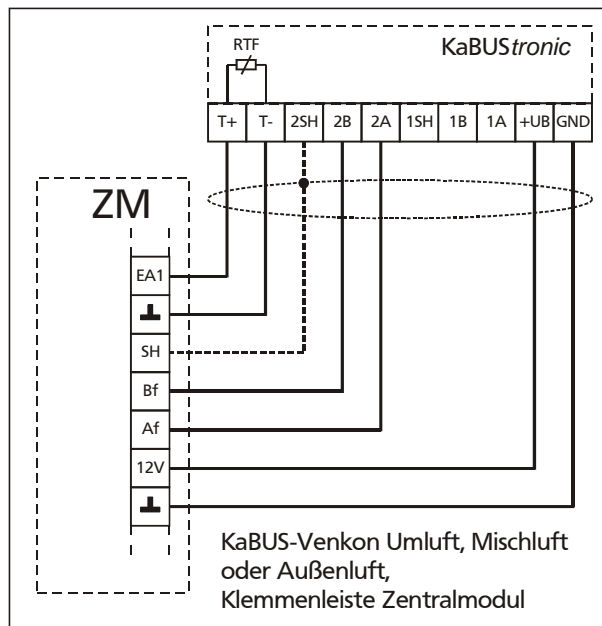 RTF
KaBUStronic
T+ T- 2SH 2B 2A 1SH 1B 1A +UB GND
ZM
EA1
SH
Bf
Af
12V
KaBUS-Venkon Umluft, Mischluft
oder Außenluft,
Klemmenleiste Zentralmodul